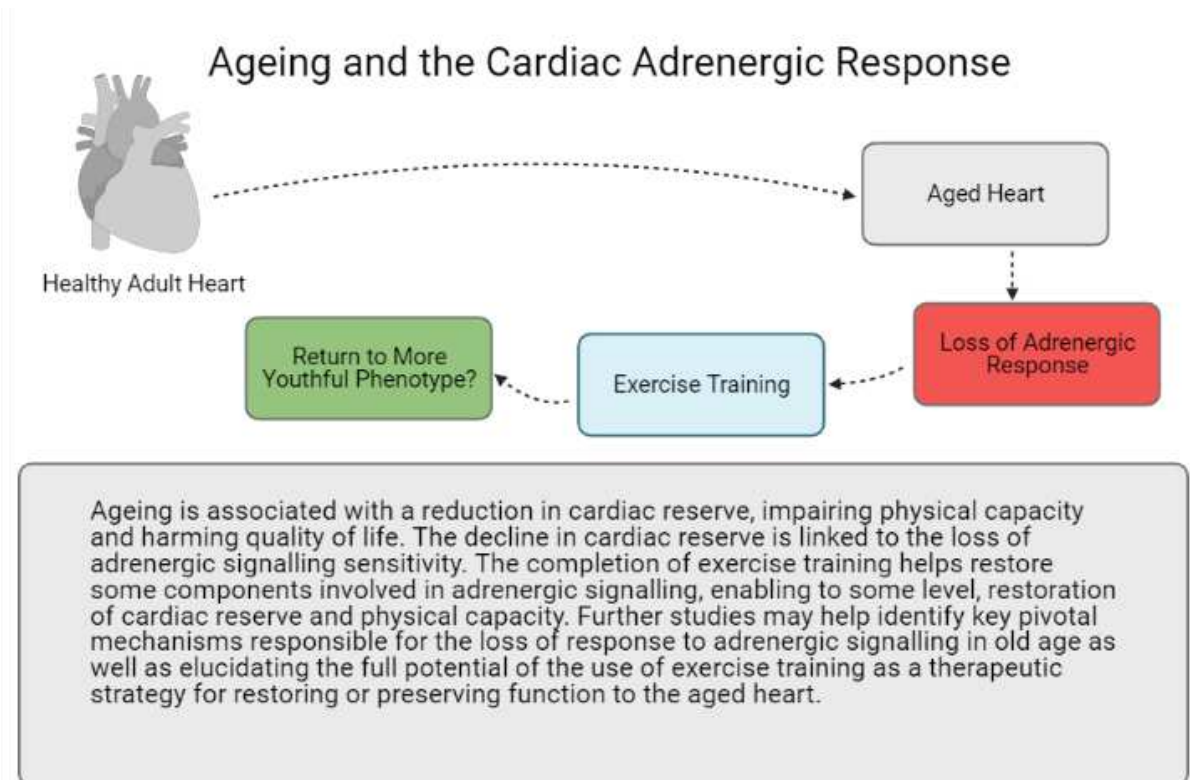 Ageing and the Cardiac Adrenergic Response
Aged Heart
Healthy Adult Heart
Loss of Adrenergic
Response
Exercise Training
Return to More
Youthful Phenotype?
Ageing is associated with a reduction in cardiac reserve, impairing physical capacity
and harming quality of life. The decline in cardiac reserve is linked to the loss of
adrenergic signalling sensitivity. The completion of exercise training helps restore
some components involved in adrenergic signalling, enabling to some level, restoration
of cardiac reserve and physical capacity. Further studies may help identify key pivotal
mechanisms responsible for the loss of response to adrenergic signalling in old age as
well as elucidating the full potential of the use of exercise training as a therapeutic
strategy for restoring or preserving function to the aged heart.